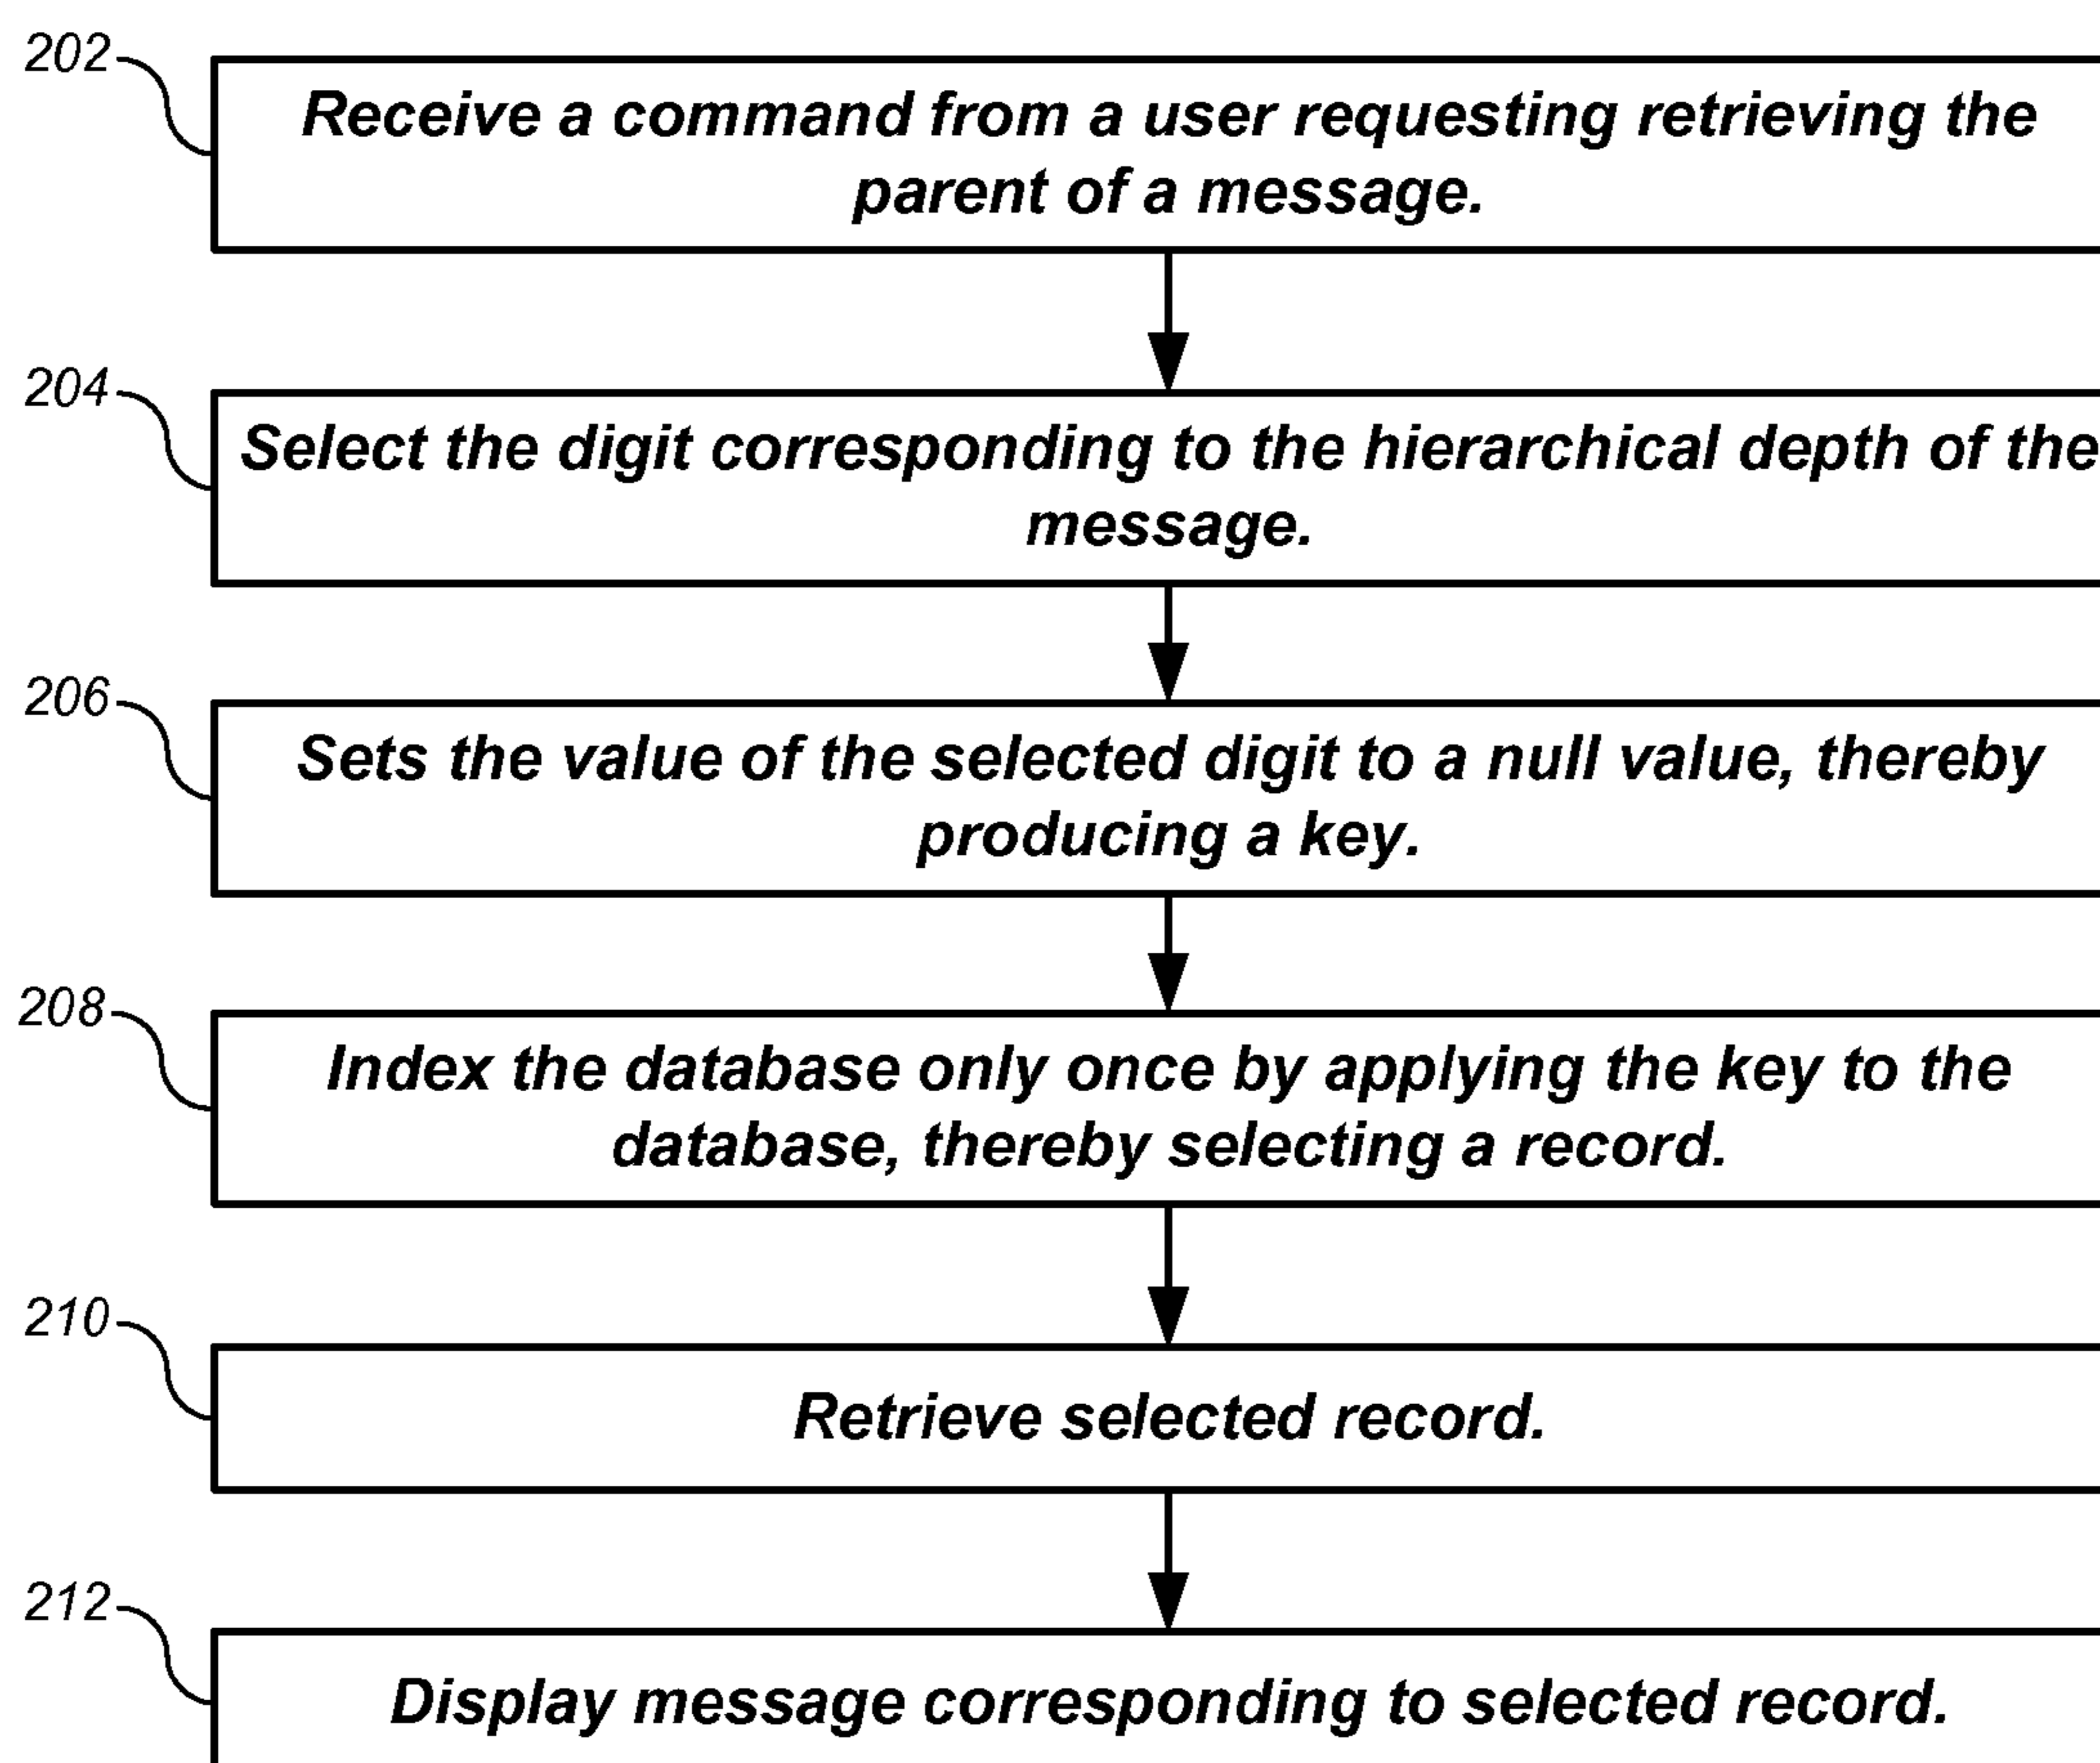 202
Receive a command from a user requesting retrieving the
parent of a message.
204
Select the digit corresponding to the hierarchical depth of the
message.
206
Sets the value of the selected digit to a null value, thereby
producing a key.
208
Index the database only once by applying the key to the
database, thereby selecting a record.
210
Retrieve selected record.
212
Display message corresponding to selected record.